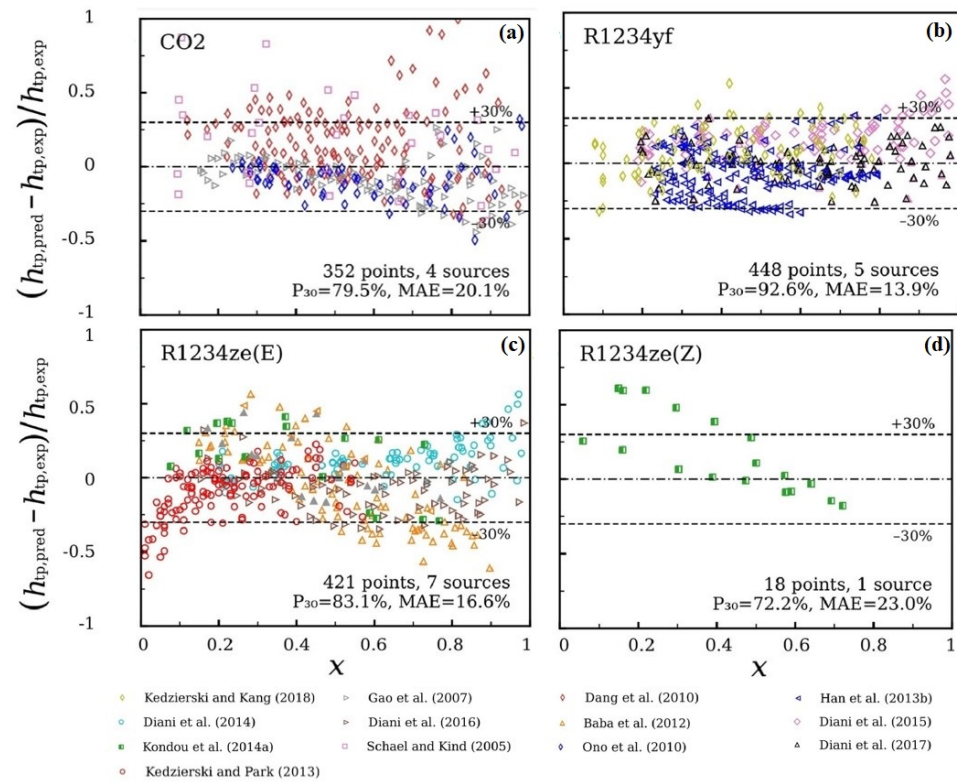 (htp,pred − htp,exp)/htp,exp
1
0.5
0
-0.5
-1
CO2
(a)
+30%
−30%
352 points, 4 sources
P₃₀=79.5%, MAE=20.1%
R1234yf
(b)
+30%
−30%
448 points, 5 sources
P₃₀=92.6%, MAE=13.9%
(htp,pred − htp,exp)/htp,exp
1
0.5
0
-0.5
-1
R1234ze(E)
(c)
+30%
−30%
421 points, 7 sources
P₃₀=83.1%, MAE=16.6%
0 0.2 0.4 0.6 0.8 1
x
R1234ze(Z)
(d)
+30%
−30%
18 points, 1 source
P₃₀=72.2%, MAE=23.0%
0 0.2 0.4 0.6 0.8 1
x
Kedzierski and Kang (2018) Gao et al. (2007) Dang et al. (2010) Han et al. (2013b)
Diani et al. (2014) Diani et al. (2016) Baba et al. (2012) Diani et al. (2015)
Kondou et al. (2014a) Schael and Kind (2005) Ono et al. (2010) Diani et al. (2017)
Kedzierski and Park (2013)